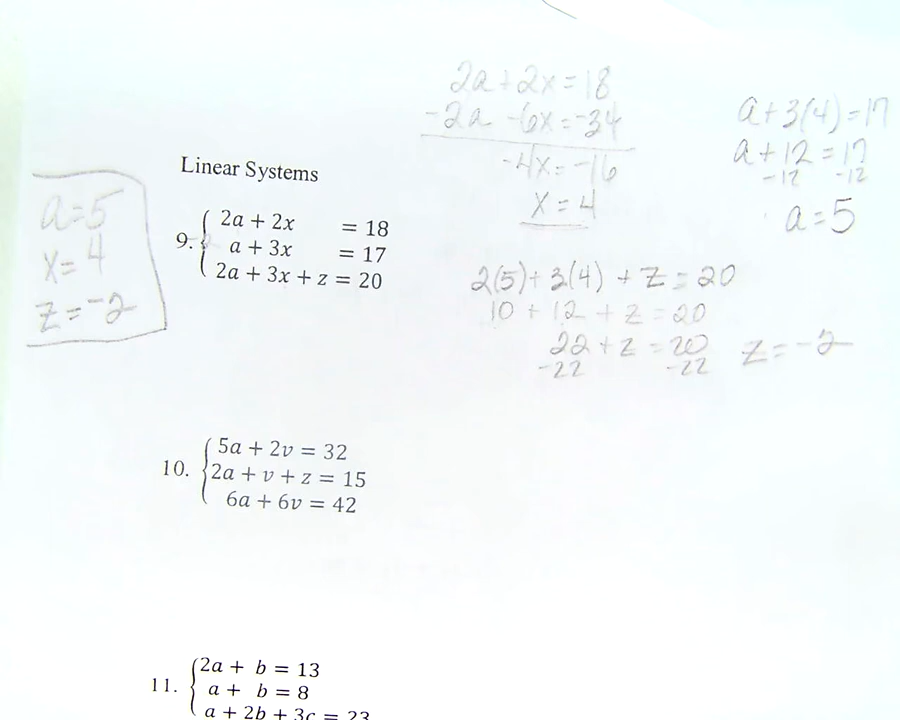 2a + 2x = 18
-2a -6x = -34
-4x = -16
x = 4
a + 3(4) = 17
a + 12 = 17
-12 -12
a = 5
Linear Systems
a = 5
x = 4
z = -2
9. { 2a + 2x = 18
a + 3x = 17
2a + 3x + z = 20
2(5) + 3(4) + z = 20
10 + 12 + z = 20
22 + z = 20 z = -2
-22 -22
10. { 5a + 2v = 32
2a + v + z = 15
6a + 6v = 42
11. { 2a + b = 13
a + b = 8
a + 2b + 3c = 23